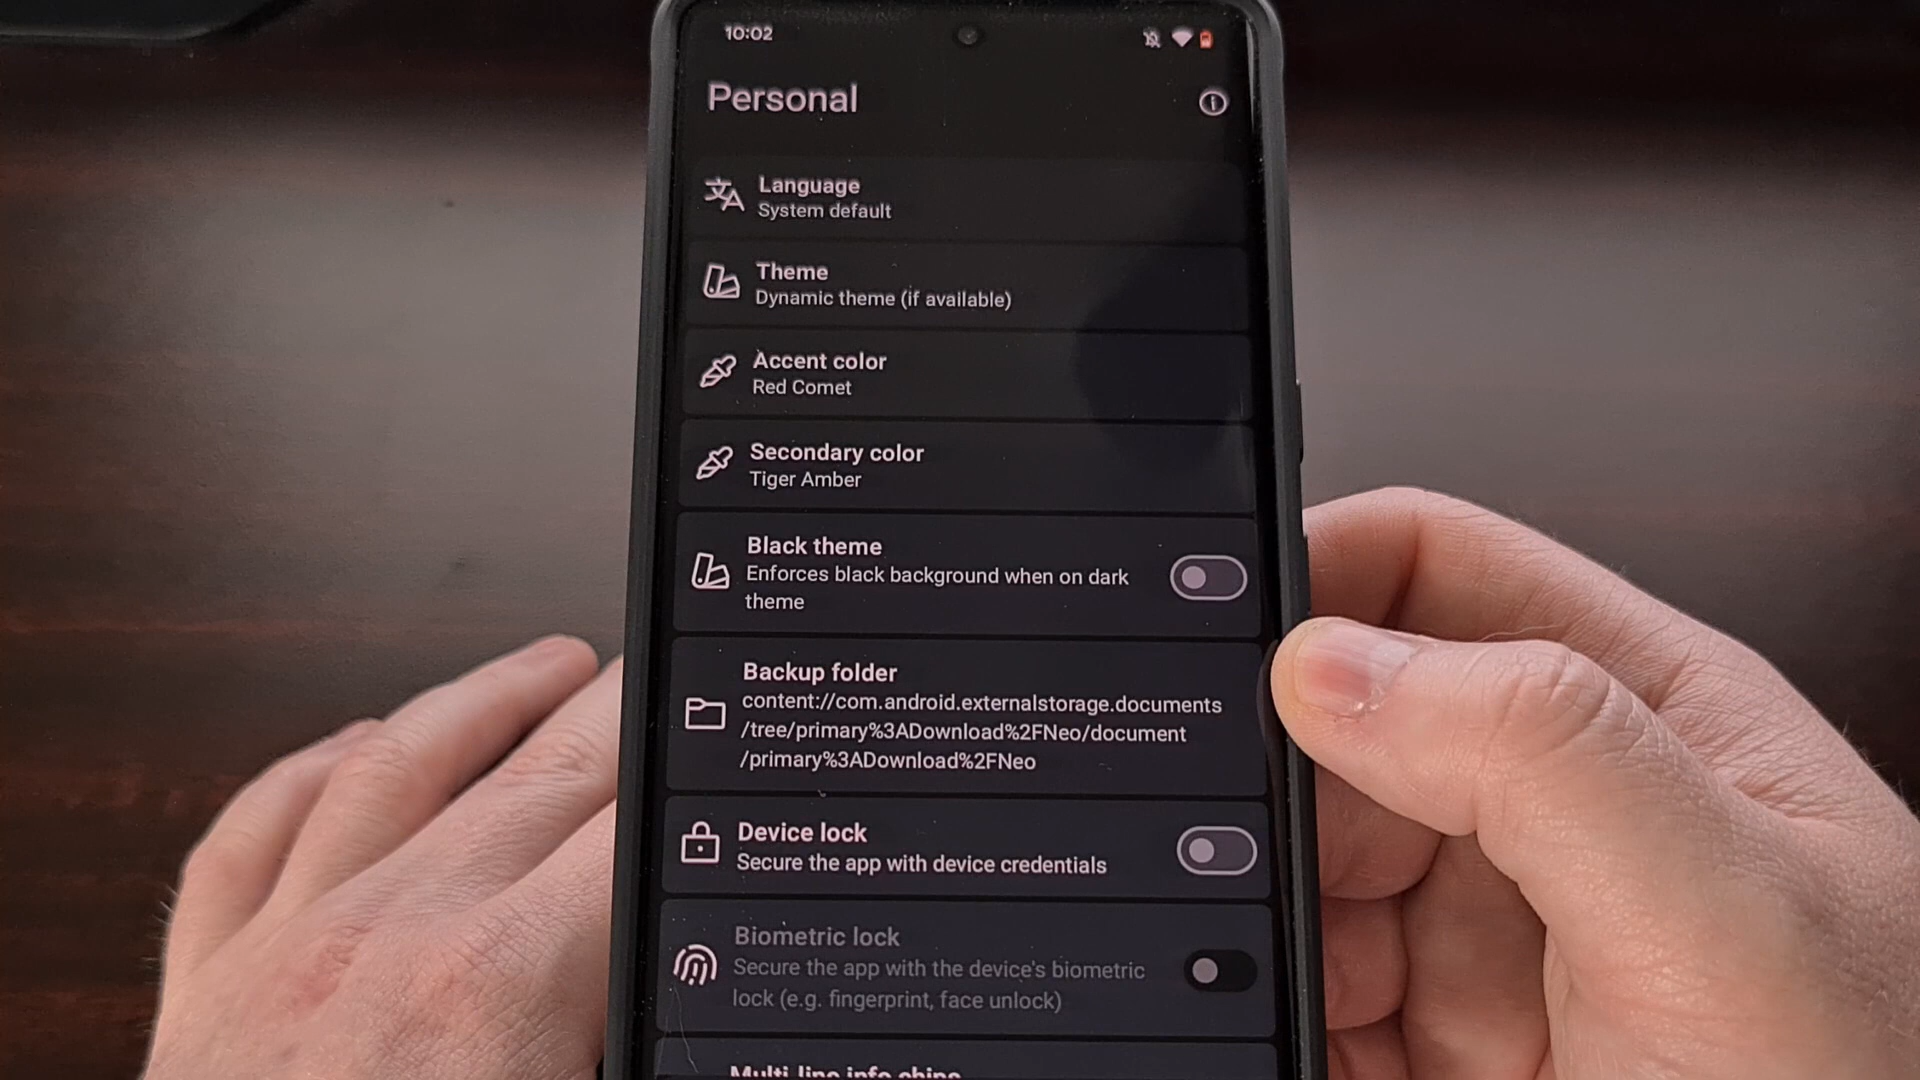 10:02
Personal
Language
System default
Theme
Dynamic theme (if available)
Accent color
Red Comet
Secondary color
Tiger Amber
Black theme
Enforces black background when on dark
theme
Backup folder
content://com.android.externalstorage.documents
/tree/primary%3ADownload%2FNeo/document
/primary%3ADownload%2FNeo
Device lock
Secure the app with device credentials
Biometric lock
Secure the app with the device's biometric
lock (e.g. fingerprint, face unlock)
Multi-line info chips